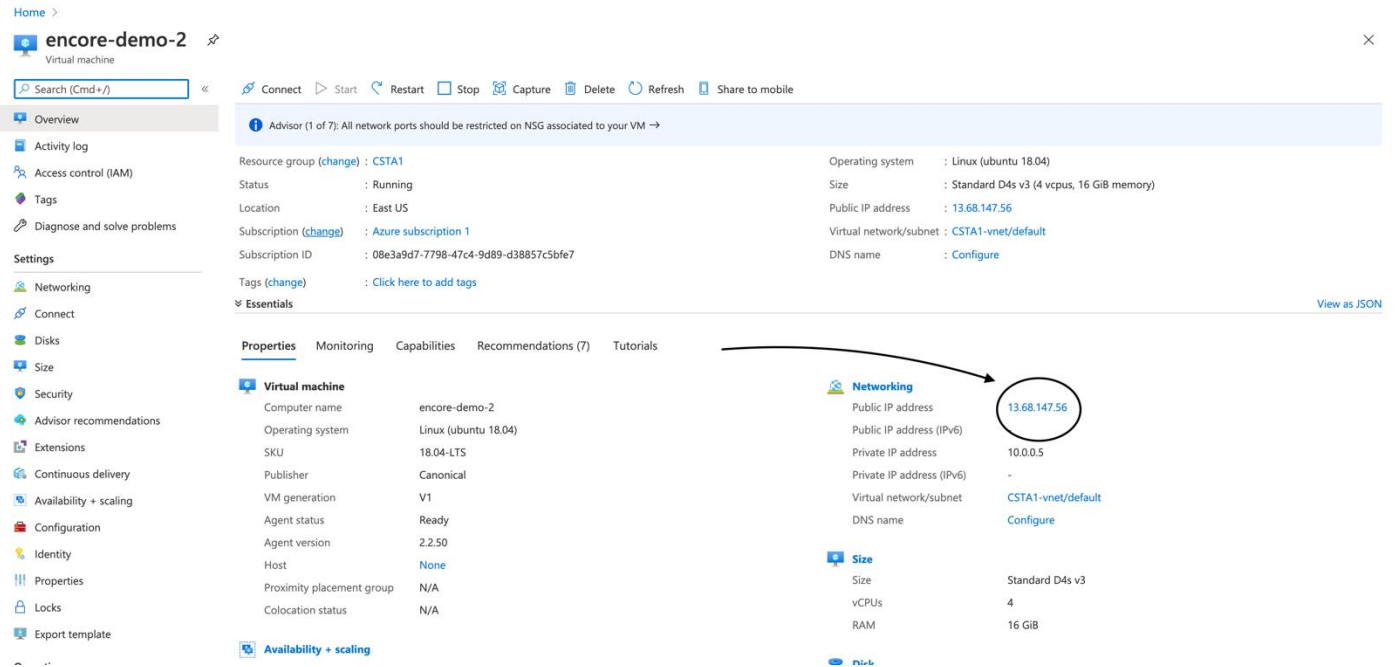 Home >
encore-demo-2
Virtual machine
Search (Cmd+/)
«
Overview
Activity log
Access control (IAM)
Tags
Diagnose and solve problems
Settings
Networking
Connect
Disks
Size
Security
Advisor recommendations
Extensions
Continuous delivery
Availability + scaling
Configuration
Identity
Properties
Locks
Export template
Connect Start Restart Stop Capture Delete Refresh Share to mobile
Advisor (1 of 7): All network ports should be restricted on NSG associated to your VM →
Resource group (change) : CSTA1
Status : Running
Location : East US
Subscription (change) : Azure subscription 1
Subscription ID : 08e3a9d7-7798-47c4-9d89-d38857c5bfe7
Tags (change) : Click here to add tags
Operating system : Linux (ubuntu 18.04)
Size : Standard D4s v3 (4 vcpus, 16 GiB memory)
Public IP address : 13.68.147.56
Virtual network/subnet : CSTA1-vnet/default
DNS name : Configure
Essentials
View as JSON
Properties Monitoring Capabilities Recommendations (7) Tutorials
Virtual machine
Computer name encore-demo-2
Operating system Linux (ubuntu 18.04)
SKU 18.04-LTS
Publisher Canonical
VM generation V1
Agent status Ready
Agent version 2.2.50
Host None
Proximity placement group N/A
Colocation status N/A
Availability + scaling
Networking
Public IP address 13.68.147.56
Public IP address (IPv6)
Private IP address 10.0.0.5
Private IP address (IPv6) -
Virtual network/subnet CSTA1-vnet/default
DNS name Configure
Size
Size Standard D4s v3
vCPUs 4
RAM 16 GiB
Disk